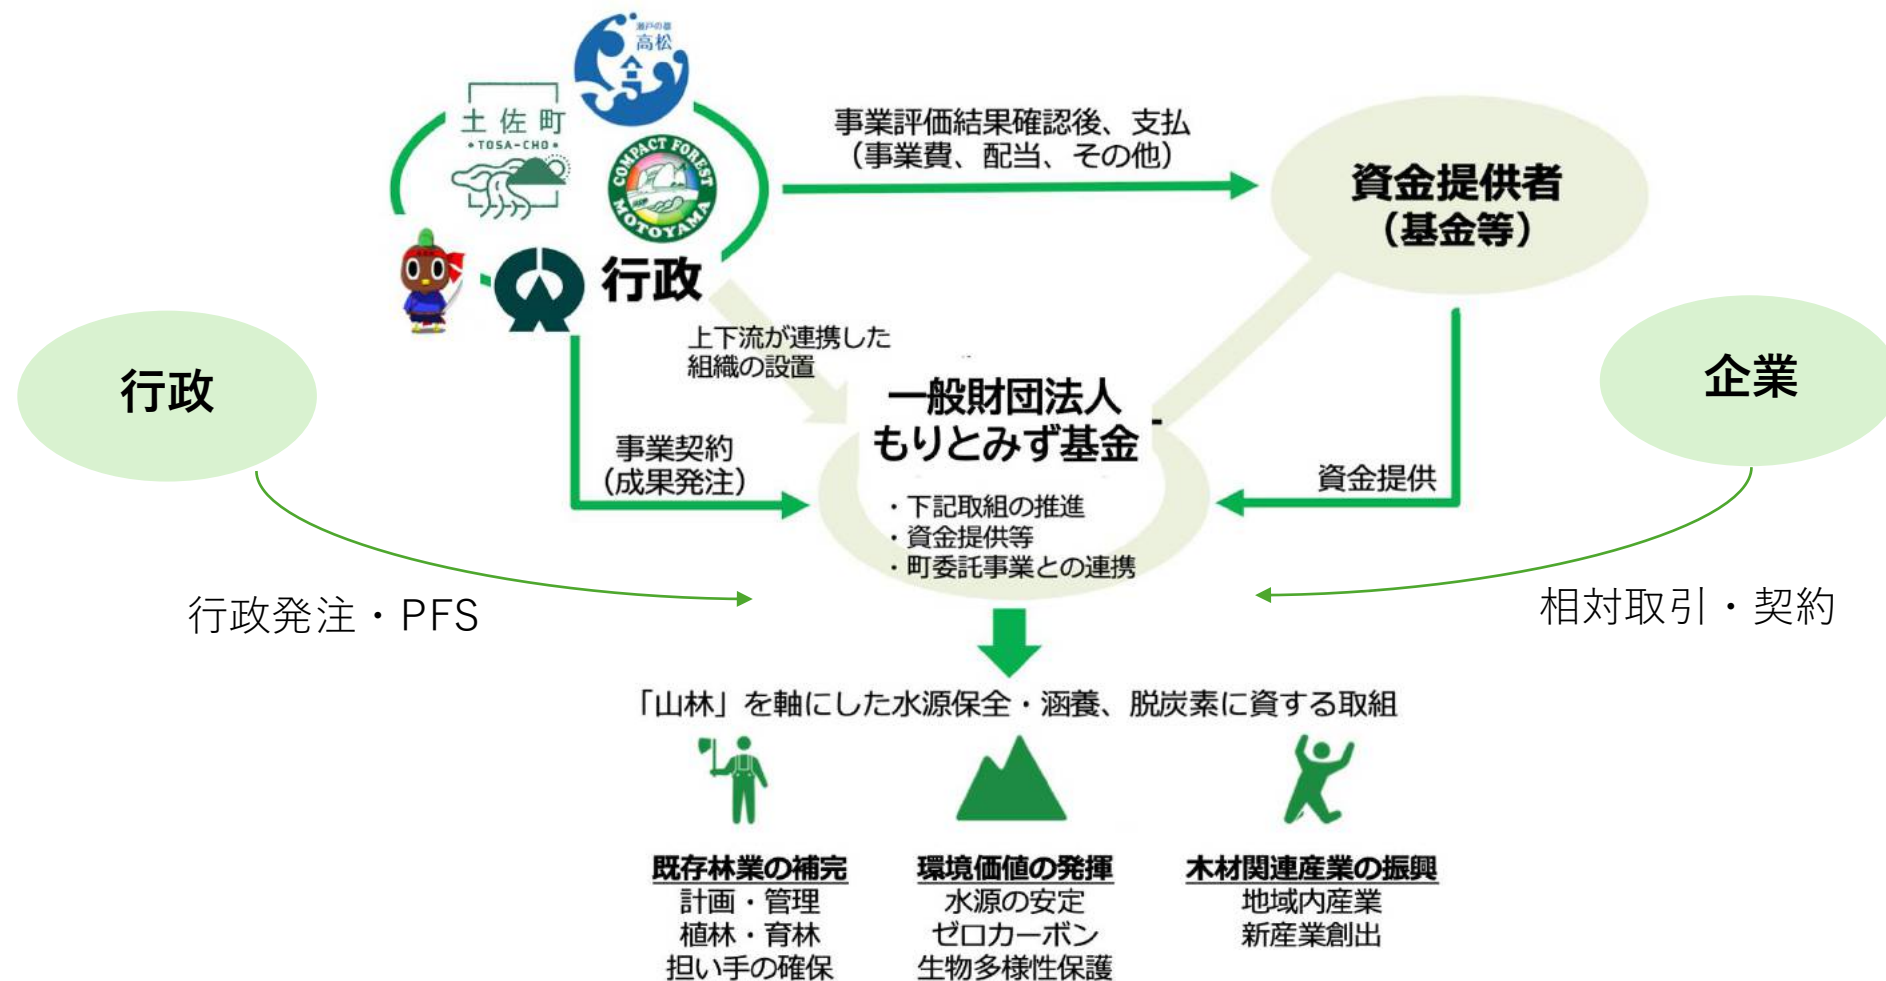 瀬戸の都
高松
土佐町
•TOSA-CHO•
COMPACT FOREST
MOTOYAMA
行政
事業評価結果確認後、支払
（事業費、配当、その他）
資金提供者
（基金等）
上下流が連携した
組織の設置
行政
企業
一般財団法人
もりとみず基金
事業契約
（成果発注）
資金提供
・下記取組の推進
・資金提供等
・町委託事業との連携
行政発注・PFS
相対取引・契約
「山林」を軸にした水源保全・涵養、脱炭素に資する取組
既存林業の補完
計画・管理
植林・育林
担い手の確保
環境価値の発揮
水源の安定
ゼロカーボン
生物多様性保護
木材関連産業の振興
地域内産業
新産業創出